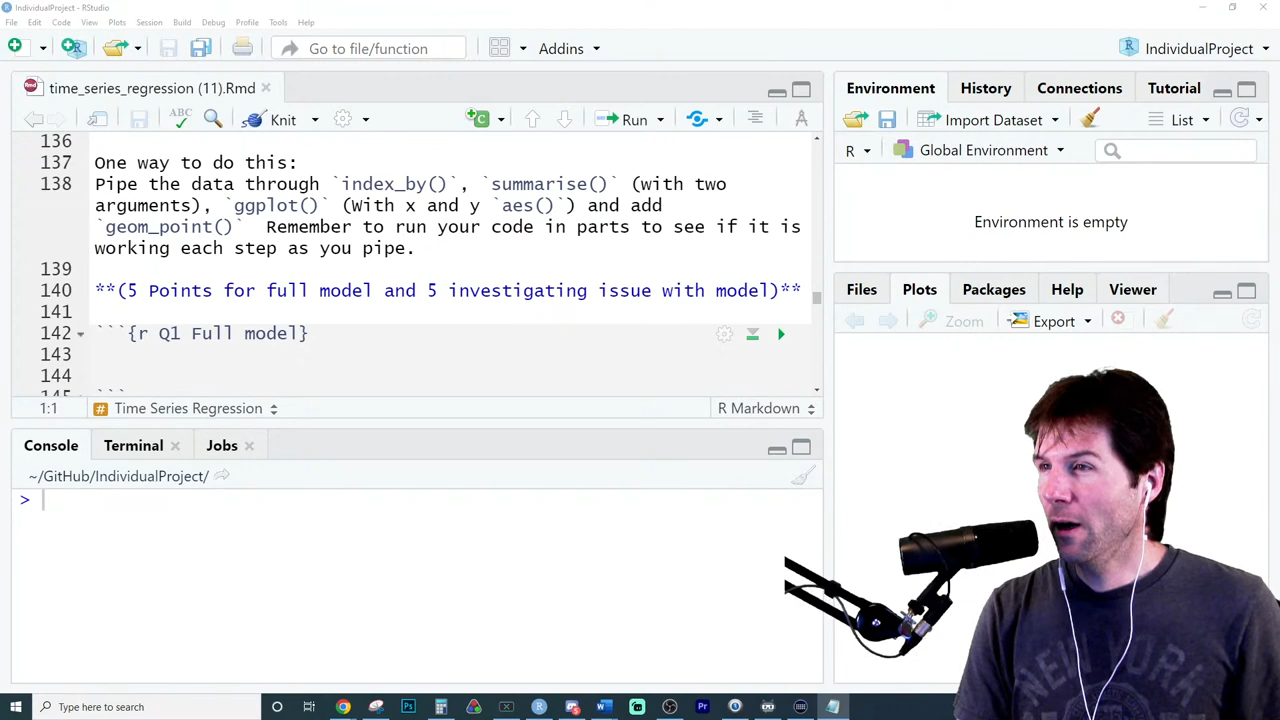 IndividualProject - RStudio
File Edit Code View Plots Session Build Debug Profile Tools Help
Go to file/function Addins IndividualProject
time_series_regression (11).Rmd
ABC Knit Run
136
137 One way to do this:
138 Pipe the data through `index_by()`, `summarise()` (with two
arguments), `ggplot()` (With x and y `aes()`) and add
`geom_point()` Remember to run your code in parts to see if it is
working each step as you pipe.
139
140 **(5 Points for full model and 5 investigating issue with model)**
141
142 ```{r Q1 Full model}
143
144
145 ```
1:1 Time Series Regression R Markdown
Console Terminal Jobs
~/GitHub/IndividualProject/
>
Environment History Connections Tutorial
Import Dataset List
R Global Environment
Environment is empty
Files Plots Packages Help Viewer
Zoom Export
NEW YORK
Type here to search